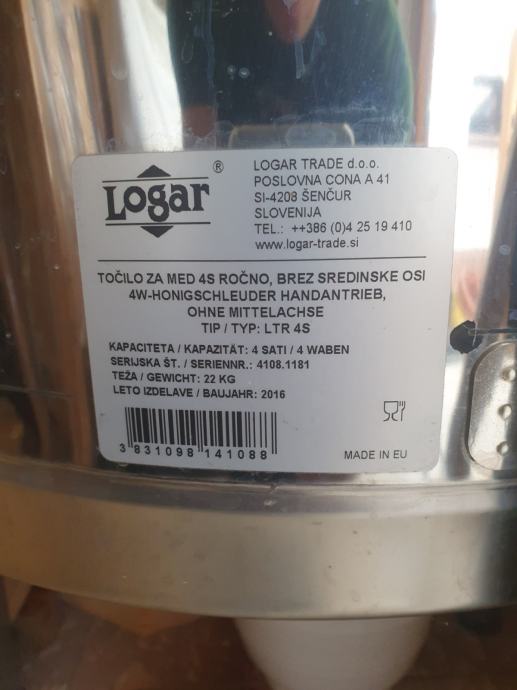 Logar®
LOGAR TRADE d.o.o.
POSLOVNA CONA A 41
SI-4208 ŠENČUR
SLOVENIJA
TEL.: ++386 (0)4 25 19 410
www.logar-trade.si
TOČILO ZA MED 4S ROČNO, BREZ SREDINSKE OSI
4W-HONIGSCHLEUDER HANDANTRIEB,
OHNE MITTELACHSE
TIP / TYP: LTR 4S
KAPACITETA / KAPAZITÄT: 4 SATI / 4 WABEN
SERIJSKA ŠT. / SERIENNR.: 4108.1181
TEŽA / GEWICHT: 22 KG
LETO IZDELAVE / BAUJAHR: 2016
3 831098 141088
MADE IN EU